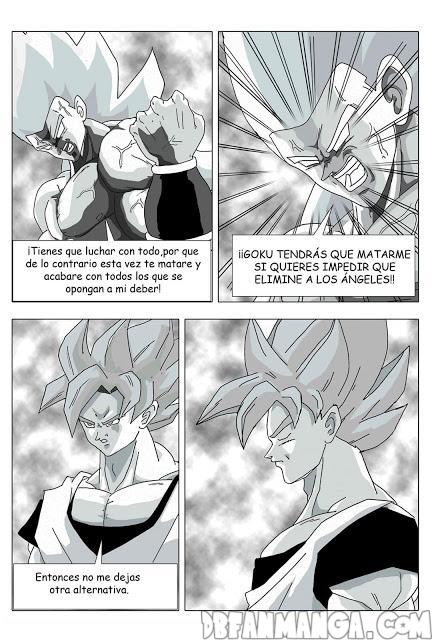 ¡Tienes que luchar con todo,por que
de lo contrario esta vez te matare y
acabare con todos los que se
opongan a mi deber!
¡¡GOKU TENDRÁS QUE MATARME
SI QUIERES IMPEDIR QUE
ELIMINE A LOS ÁNGELES!!
Entonces no me dejas
otra alternativa.
DBFANMANGA.COM